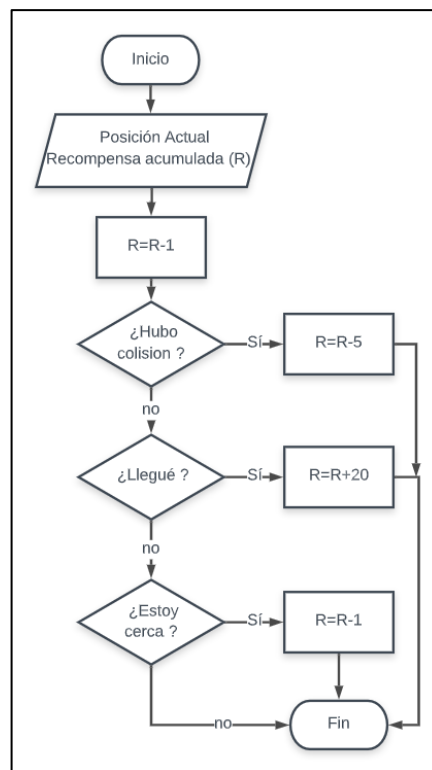 Inicio
Posición Actual
Recompensa acumulada (R)
R=R-1
¿Hubo
colision ?
Sí
R=R-5
no
¿Llegué ?
Sí
R=R+20
no
¿Estoy
cerca ?
Sí
R=R-1
no
Fin